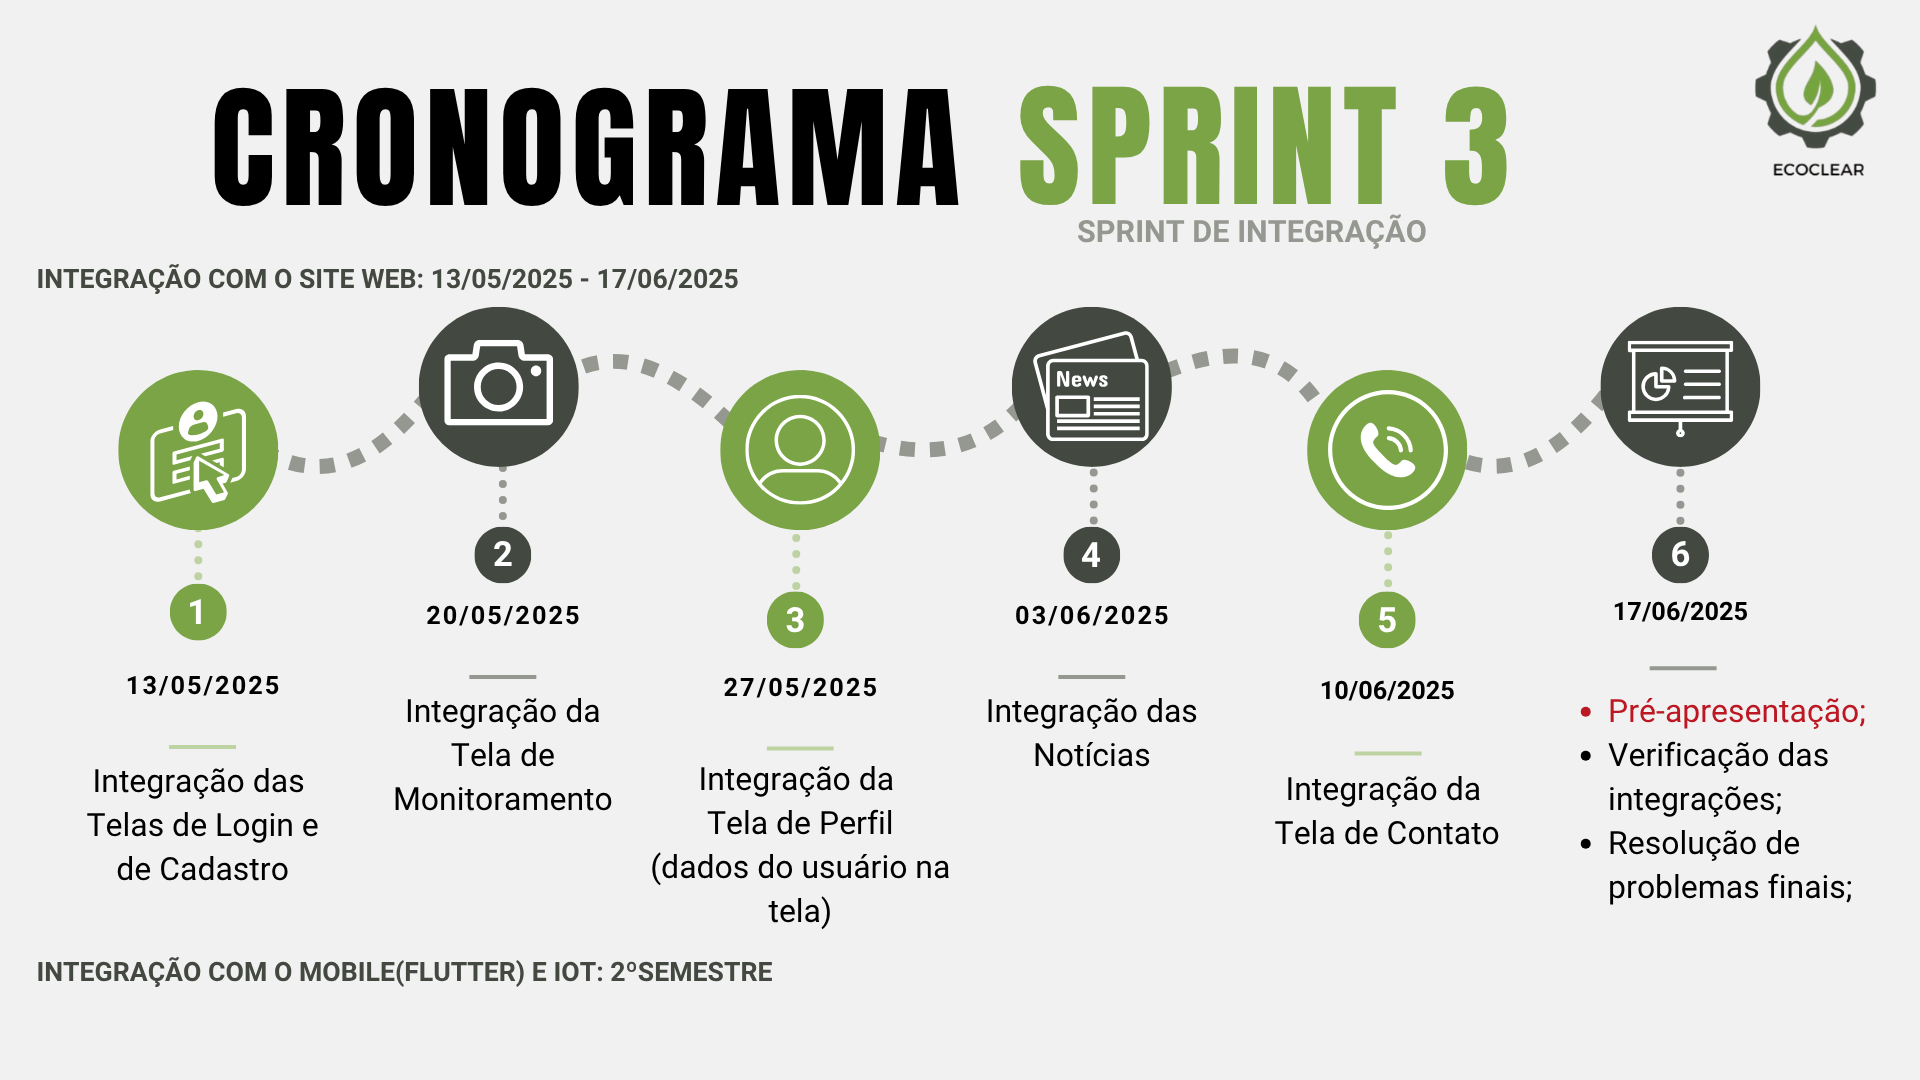 CRONOGRAMA SPRINT 3
ECOCLEAR
SPRINT DE INTEGRAÇÃO
INTEGRAÇÃO COM O SITE WEB: 13/05/2025 - 17/06/2025
1
13/05/2025
Integração das
Telas de Login e
de Cadastro
2
20/05/2025
Integração da
Tela de
Monitoramento
3
27/05/2025
Integração da
Tela de Perfil
(dados do usuário na
tela)
News
4
03/06/2025
Integração das
Notícias
5
10/06/2025
Integração da
Tela de Contato
6
17/06/2025
• Pré-apresentação;
• Verificação das
integrações;
• Resolução de
problemas finais;
INTEGRAÇÃO COM O MOBILE(FLUTTER) E IOT: 2ºSEMESTRE